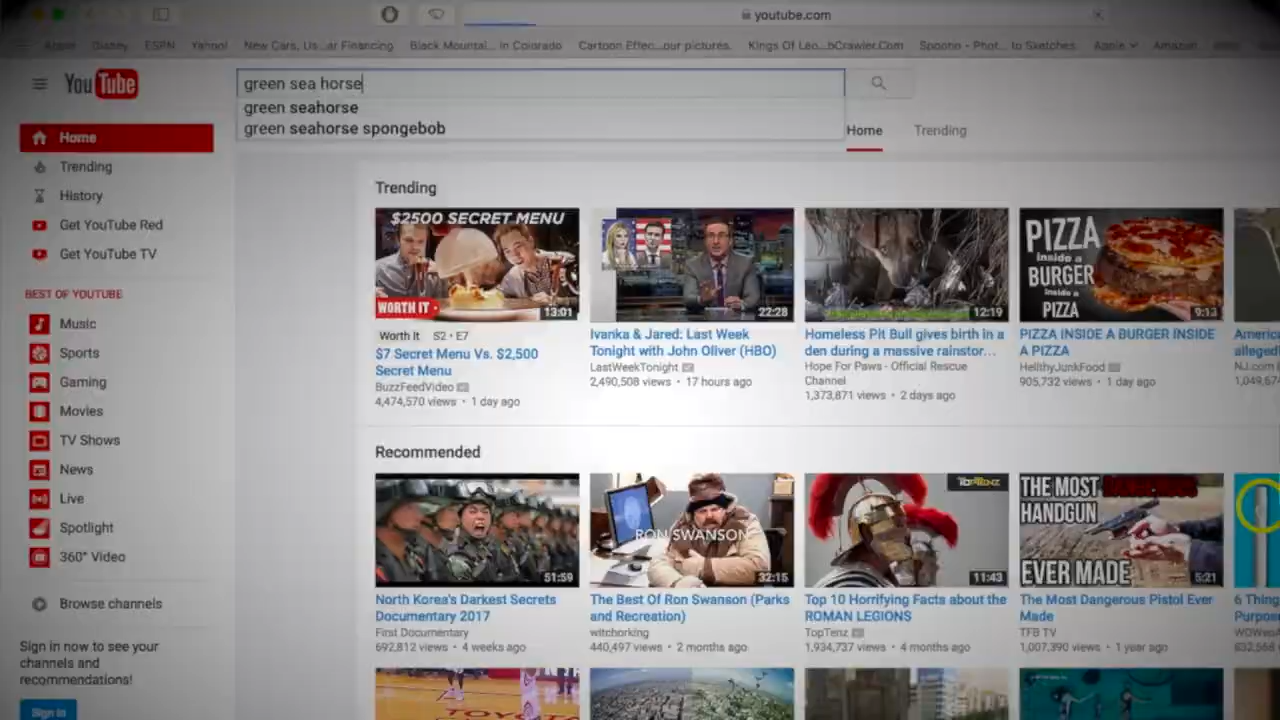 youtube.com
Apple
Disney
ESPN
Yahoo!
New Cars, Us...ar Financing
Black Mountai... in Colorado
Cartoon Effec...our pictures.
Kings Of Leo...bCrawler.Com
Spoono - Phot... to Sketches.
Apple
Amazon
YouTube
green sea horse
green seahorse
green seahorse spongebob
Home
Trending
Home
Trending
History
Get YouTube Red
Get YouTube TV
BEST OF YOUTUBE
Music
Sports
Gaming
Movies
TV Shows
News
Live
Spotlight
360° Video
Browse channels
Sign in now to see your
channels and
recommendations!
Sign in
Trending
$2500 SECRET MENU
WORTH IT
13:01
Worth It S2 • E7
$7 Secret Menu Vs. $2,500
Secret Menu
BuzzFeedVideo
4,474,570 views • 1 day ago
22:28
Ivanka & Jared: Last Week
Tonight with John Oliver (HBO)
LastWeekTonight
2,490,508 views • 17 hours ago
12:19
Homeless Pit Bull gives birth in a
den during a massive rainstor...
Hope For Paws - Official Rescue
Channel
1,373,871 views • 2 days ago
PIZZA
inside a
BURGER
inside a
PIZZA
9:13
PIZZA INSIDE A BURGER INSIDE
A PIZZA
HellthyJunkFood
905,732 views • 1 day ago
Americ
alleged
NJ.com
Recommended
51:59
North Korea's Darkest Secrets
Documentary 2017
First Documentary
692,812 views • 4 weeks ago
RON SWANSON
32:15
The Best Of Ron Swanson (Parks
and Recreation)
witchorking
440,497 views • 2 months ago
TOPTENZ
11:43
Top 10 Horrifying Facts about the
ROMAN LEGIONS
TopTenz
1,934,737 views • 4 months ago
THE MOST DANGEROUS
HANDGUN
EVER MADE
5:21
The Most Dangerous Pistol Ever
Made
TFB TV
1,007,390 views • 1 year ago
6 Thing
Purpos
TOYOTA